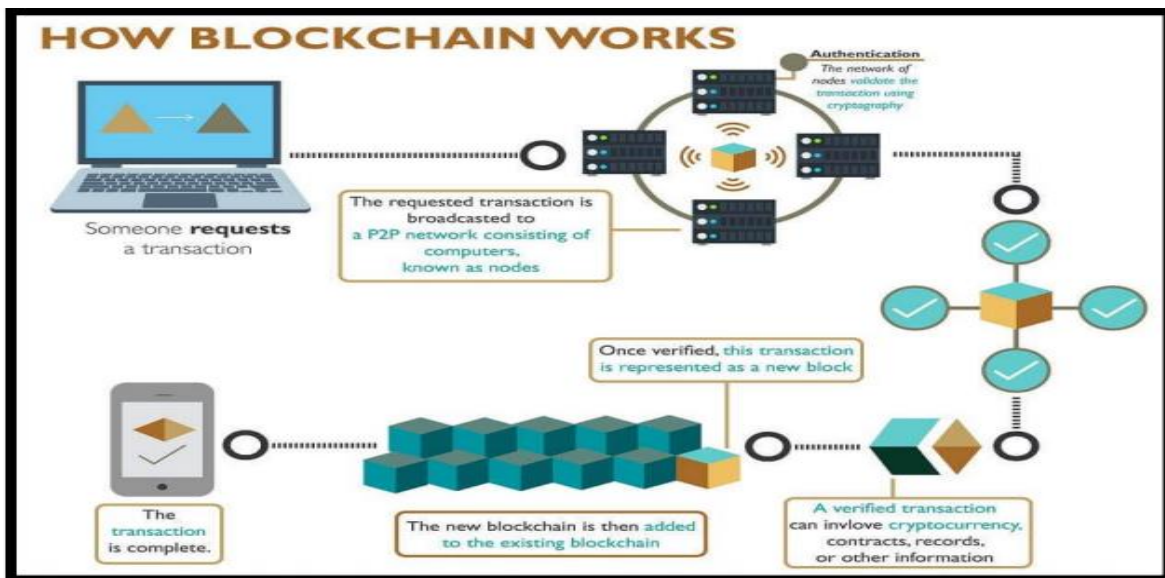 HOW BLOCKCHAIN WORKS
Authentication
The network of
nodes validate the
transaction using
cryptography
Someone requests
a transaction
The requested transaction is
broadcasted to
a P2P network consisting of
computers,
known as nodes
Once verified, this transaction
is represented as a new block
A verified transaction
can invlove cryptocurrency,
contracts, records,
or other information
The new blockchain is then added
to the existing blockchain
The
transaction
is complete.